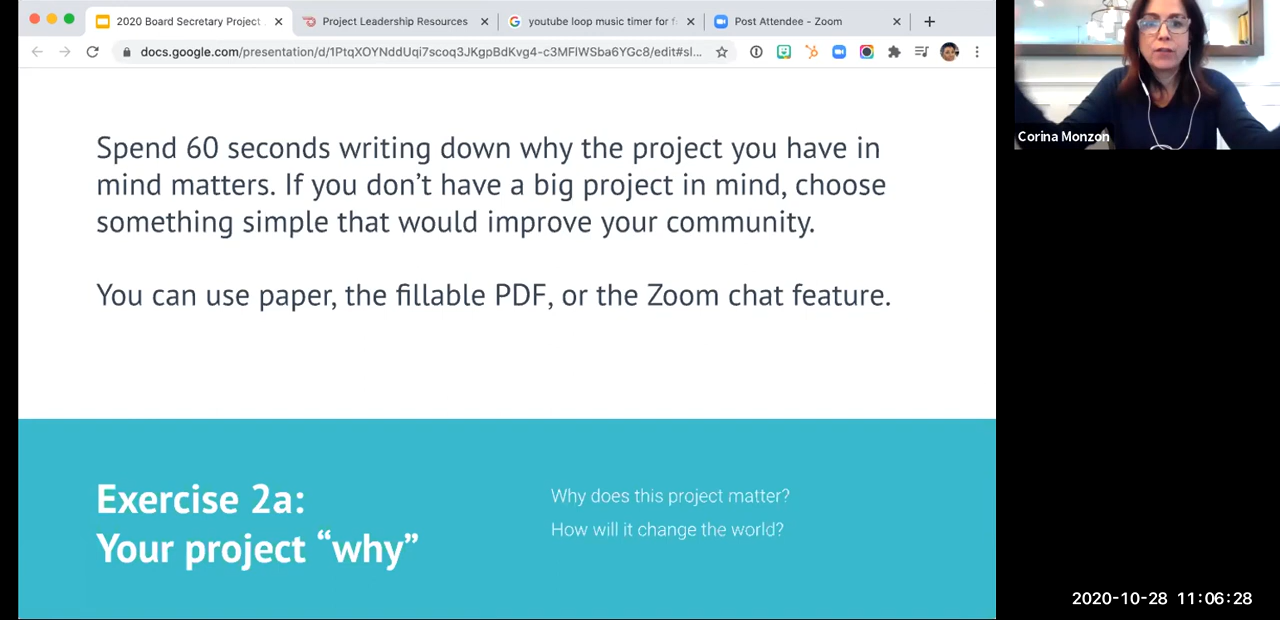 2020 Board Secretary Project
Project Leadership Resources
youtube loop music timer for f
Post Attendee - Zoom
docs.google.com/presentation/d/1PtqXOYNddUqi7scoq3JKgpBdKvg4-c3MFlWSba6YGc8/edit#sl...
Corina Monzon
Spend 60 seconds writing down why the project you have in
mind matters. If you don’t have a big project in mind, choose
something simple that would improve your community.
You can use paper, the fillable PDF, or the Zoom chat feature.
Exercise 2a:
Your project “why”
Why does this project matter?
How will it change the world?
2020-10-28 11:06:28